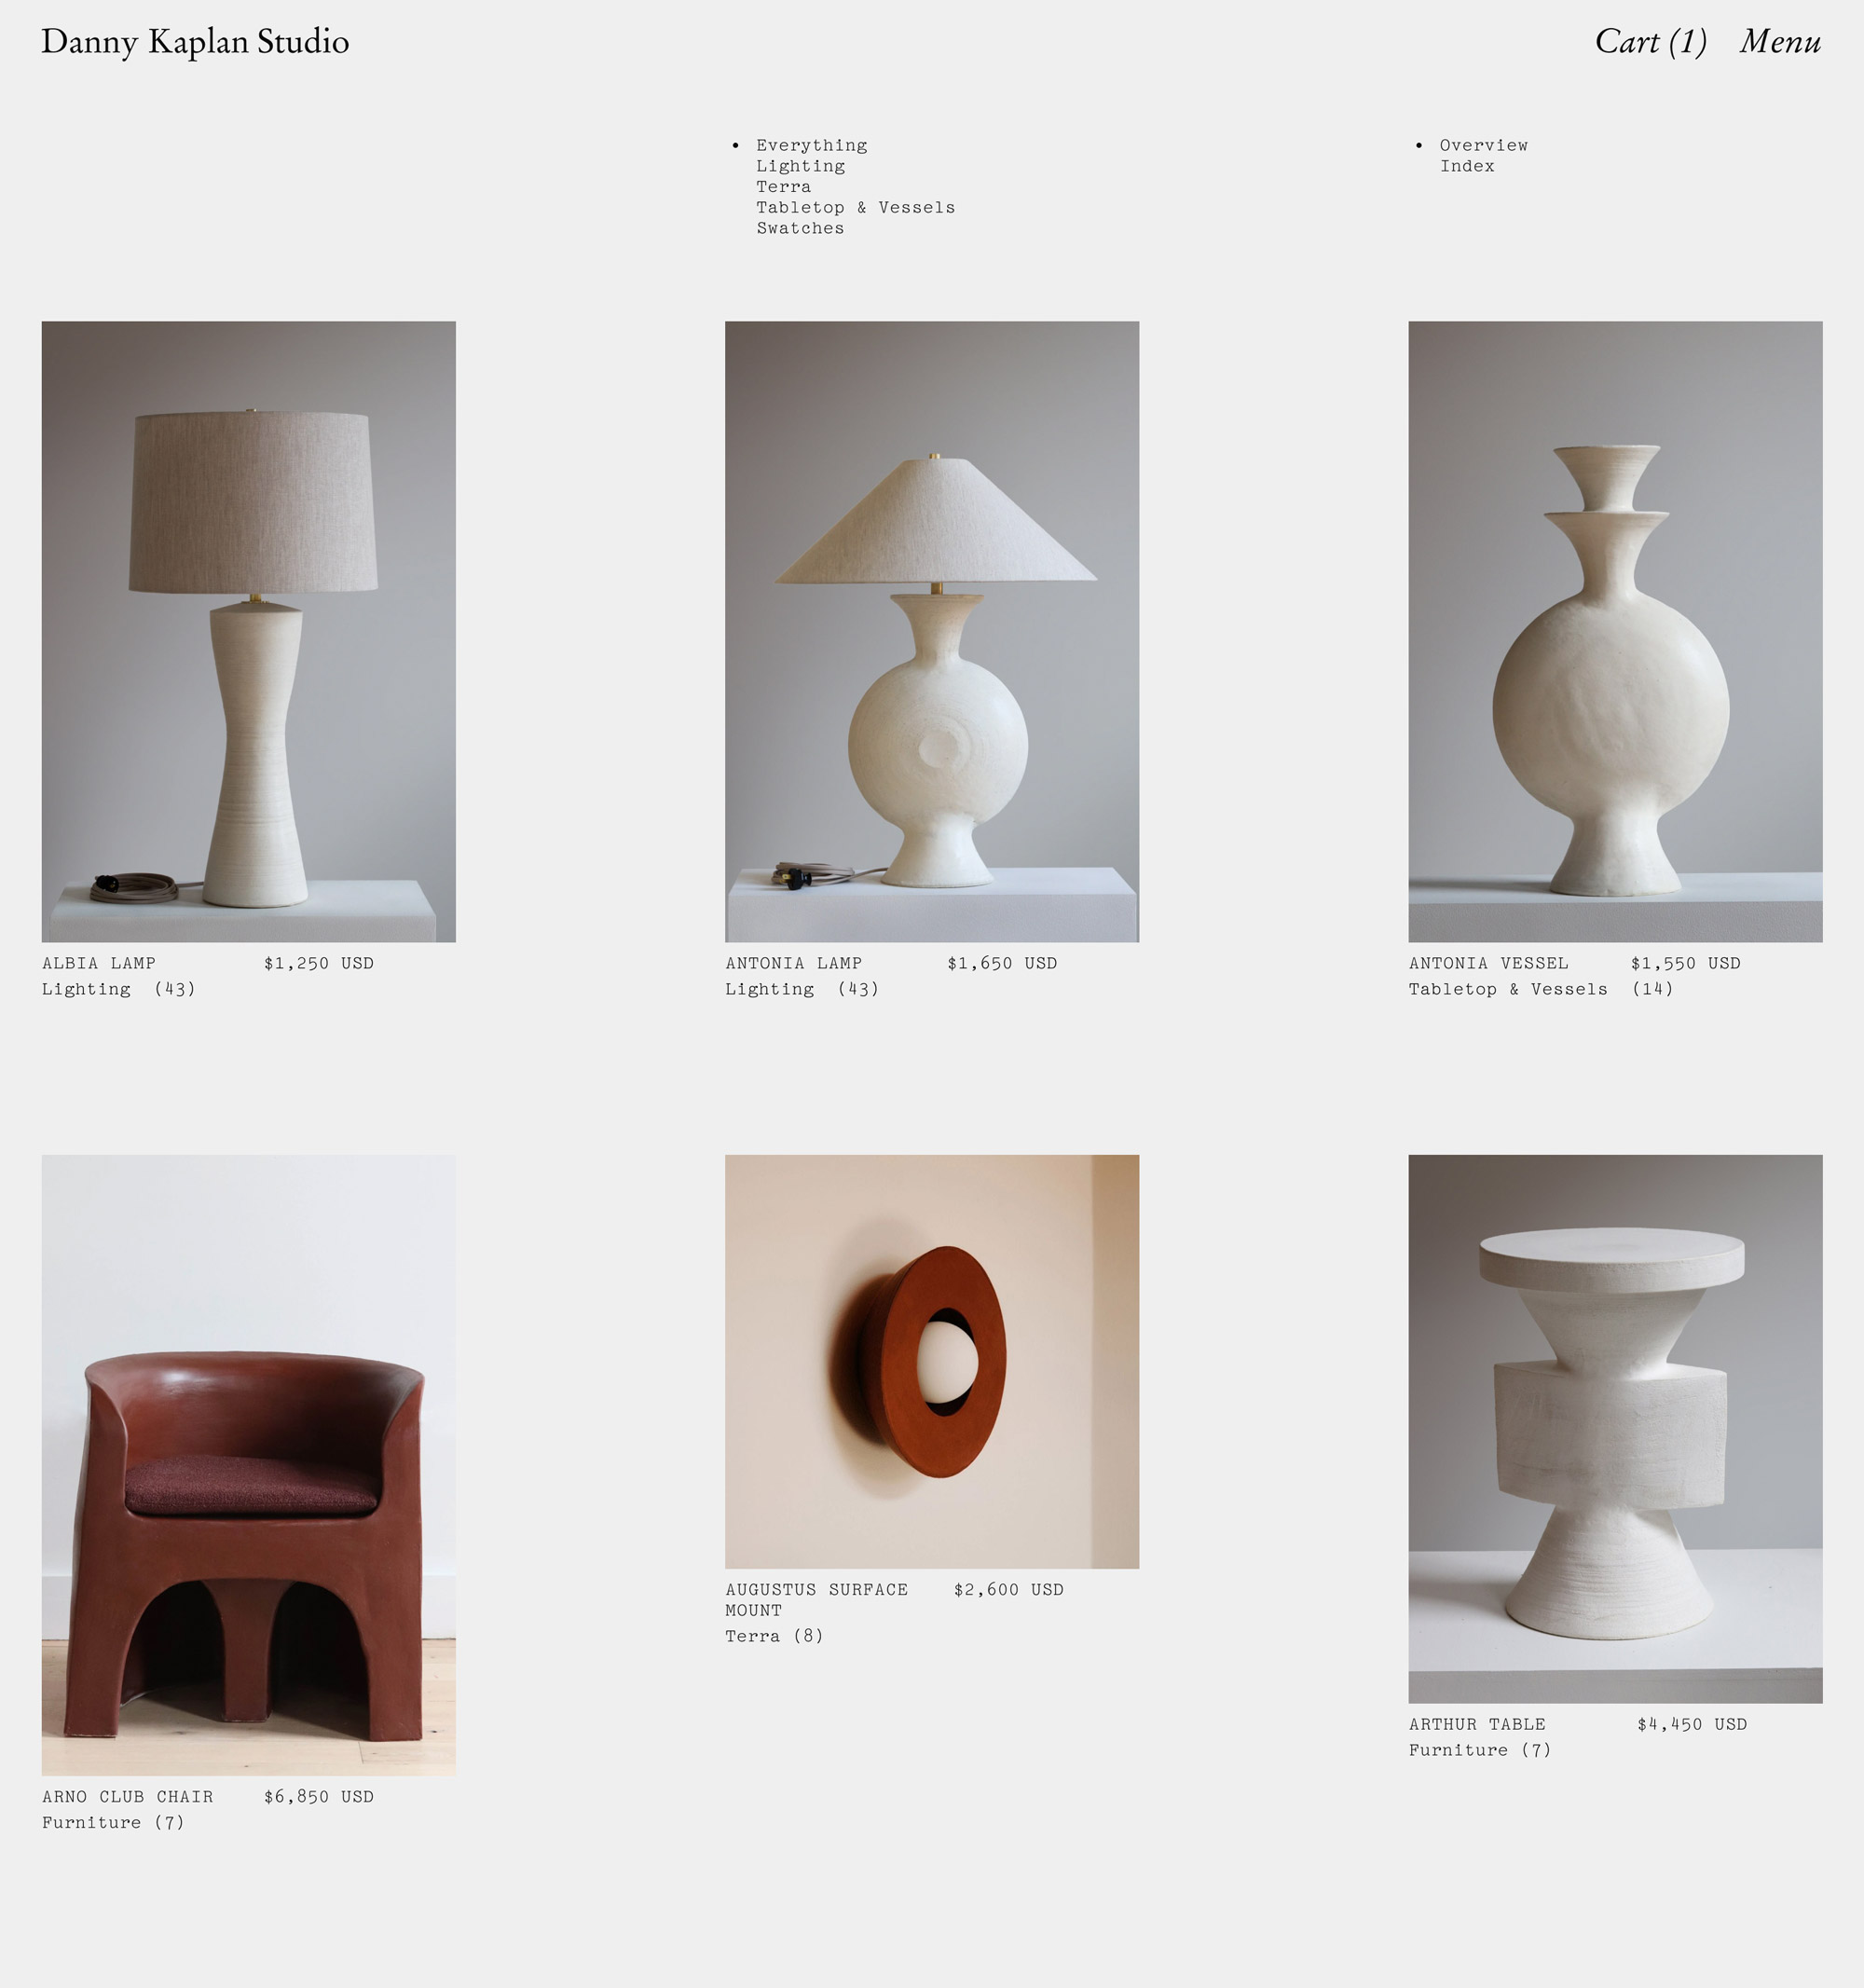 Danny Kaplan Studio
Cart (1) Menu
• Everything
Lighting
Terra
Tabletop & Vessels
Swatches
• Overview
Index
ALBIA LAMP $1,250 USD
Lighting (43)
ANTONIA LAMP $1,650 USD
Lighting (43)
ANTONIA VESSEL $1,550 USD
Tabletop & Vessels (14)
ARNO CLUB CHAIR $6,850 USD
Furniture (7)
AUGUSTUS SURFACE $2,600 USD
MOUNT
Terra (8)
ARTHUR TABLE $4,450 USD
Furniture (7)